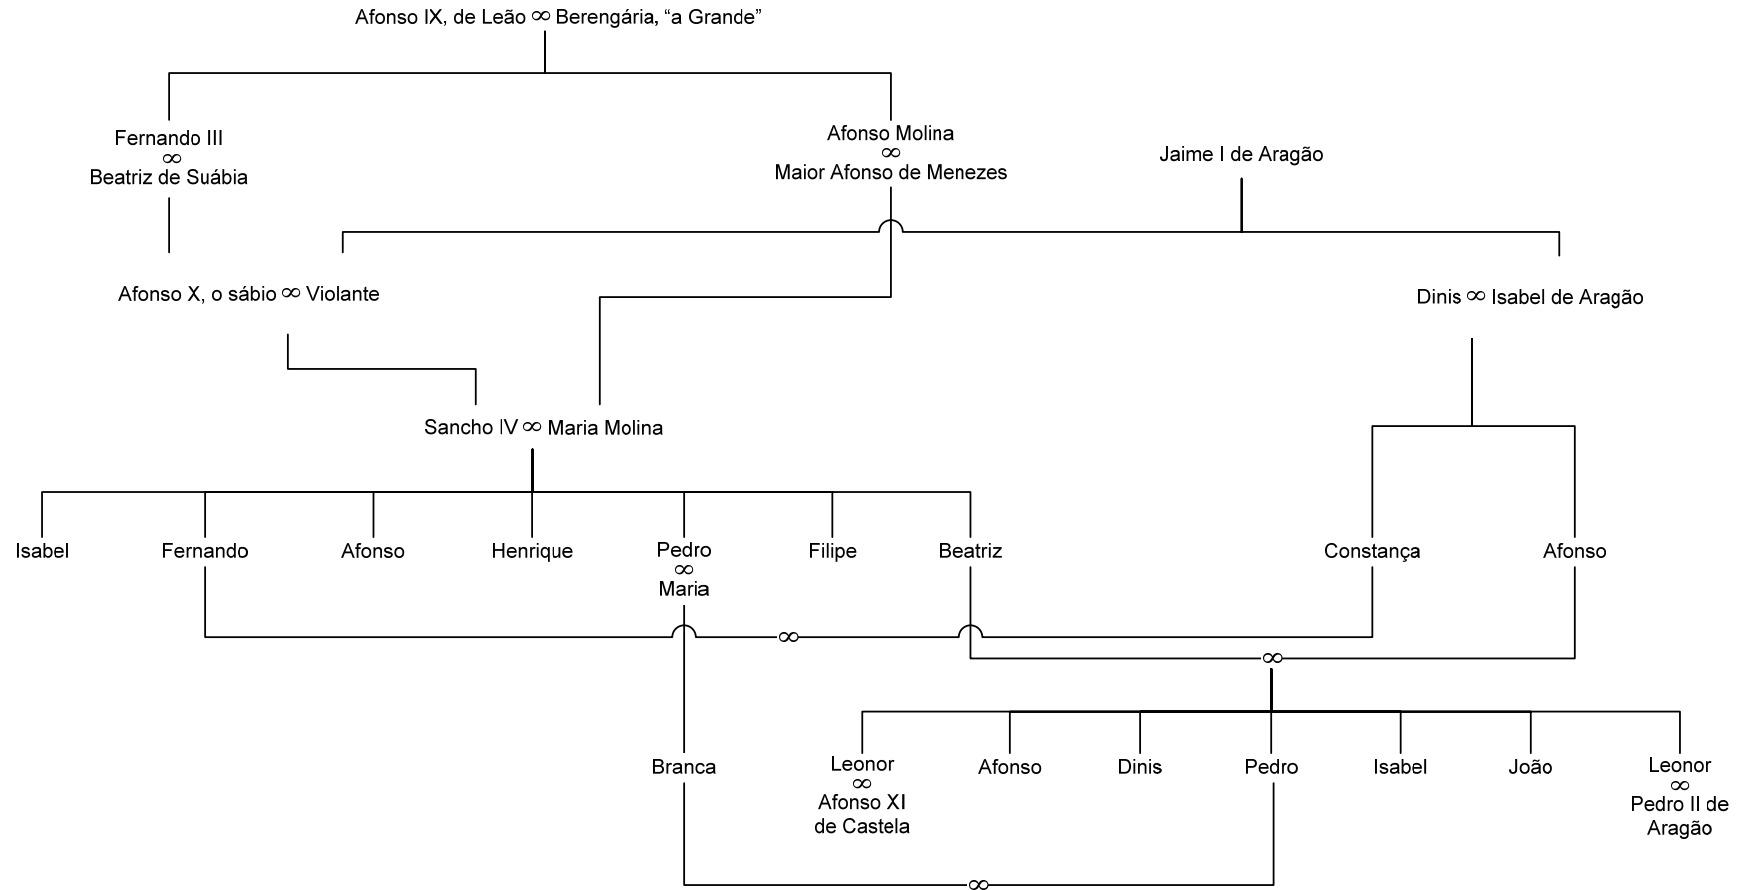 Afonso IX, de Leão ∞ Berengária, “a Grande”
Fernando III
∞
Beatriz de Suábia
Afonso Molina
∞
Maior Afonso de Menezes
Jaime I de Aragão
Afonso X, o sábio ∞ Violante
Dinis ∞ Isabel de Aragão
Sancho IV ∞ Maria Molina
Isabel
Fernando
Afonso
Henrique
Pedro
∞
Maria
Filipe
Beatriz
Constança
Afonso
∞
∞
Branca
Leonor
∞
Afonso XI
de Castela
Afonso
Dinis
Pedro
Isabel
João
Leonor
∞
Pedro II de
Aragão
∞